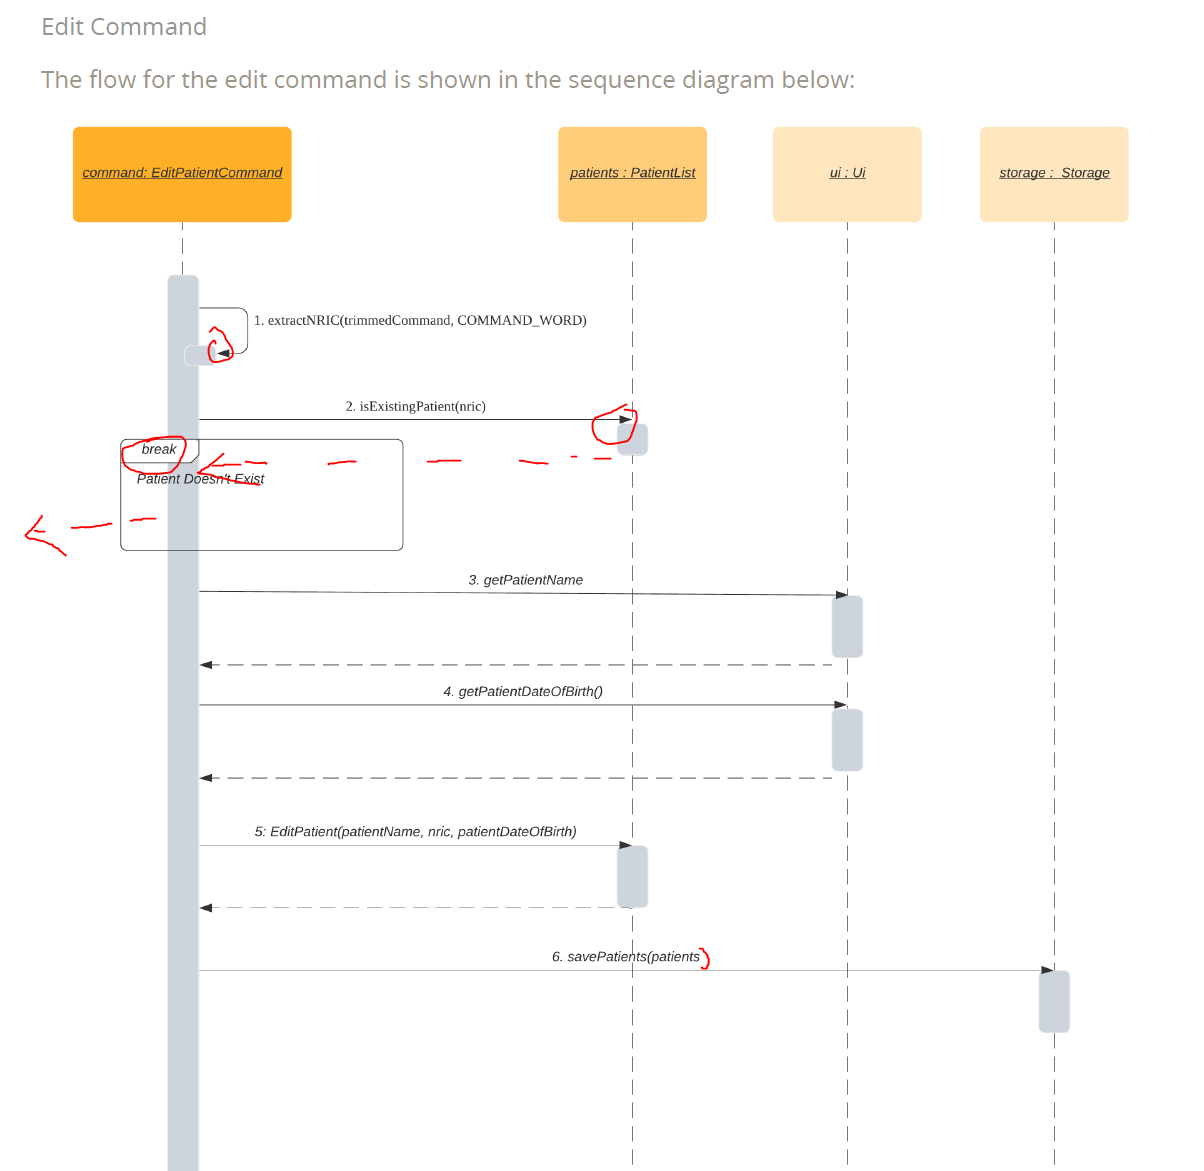 Edit Command
The flow for the edit command is shown in the sequence diagram below:
command: EditPatientCommand
patients : PatientList
ui : Ui
storage :  Storage
1. extractNRIC(trimmedCommand, COMMAND_WORD)
2. isExistingPatient(nric)
break
Patient Doesn't Exist
3. getPatientName
4. getPatientDateOfBirth()
5: EditPatient(patientName, nric, patientDateOfBirth)
6. savePatients(patients)